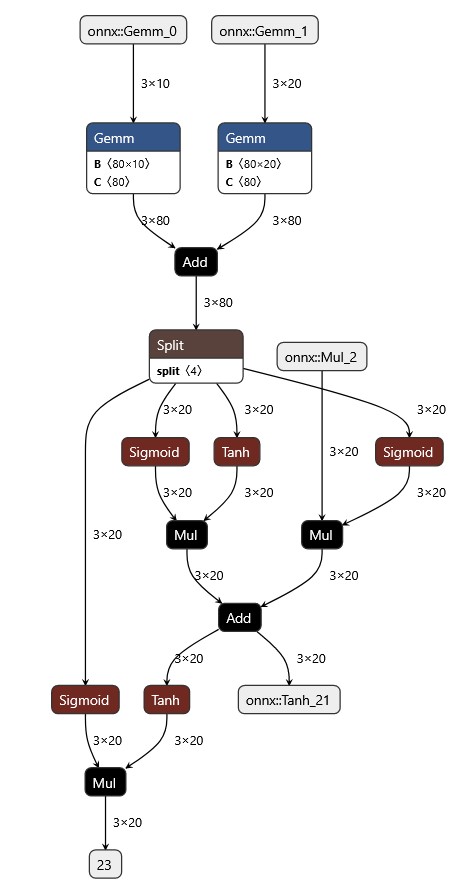 onnx::Gemm_0
onnx::Gemm_1
3×10
3×20
Gemm
B 〈80×10〉
C 〈80〉
Gemm
B 〈80×20〉
C 〈80〉
3×80
3×80
Add
3×80
Split
split 〈4〉
onnx::Mul_2
3×20
3×20
3×20
Sigmoid
Tanh
3×20
Sigmoid
3×20
3×20
3×20
3×20
Mul
Mul
3×20
3×20
Add
3×20
3×20
Sigmoid
Tanh
onnx::Tanh_21
3×20
3×20
Mul
3×20
23